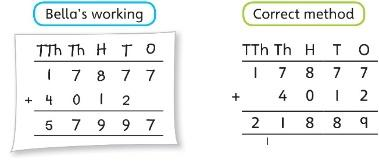 Bella's working
TTh Th H T O
1 7 8 7 7
+ 4 0 1 2
5 7 9 9 7
Correct method
TTh Th H T O
1 7 8 7 7
+ 4 0 1 2
2 1 8 8 9
1